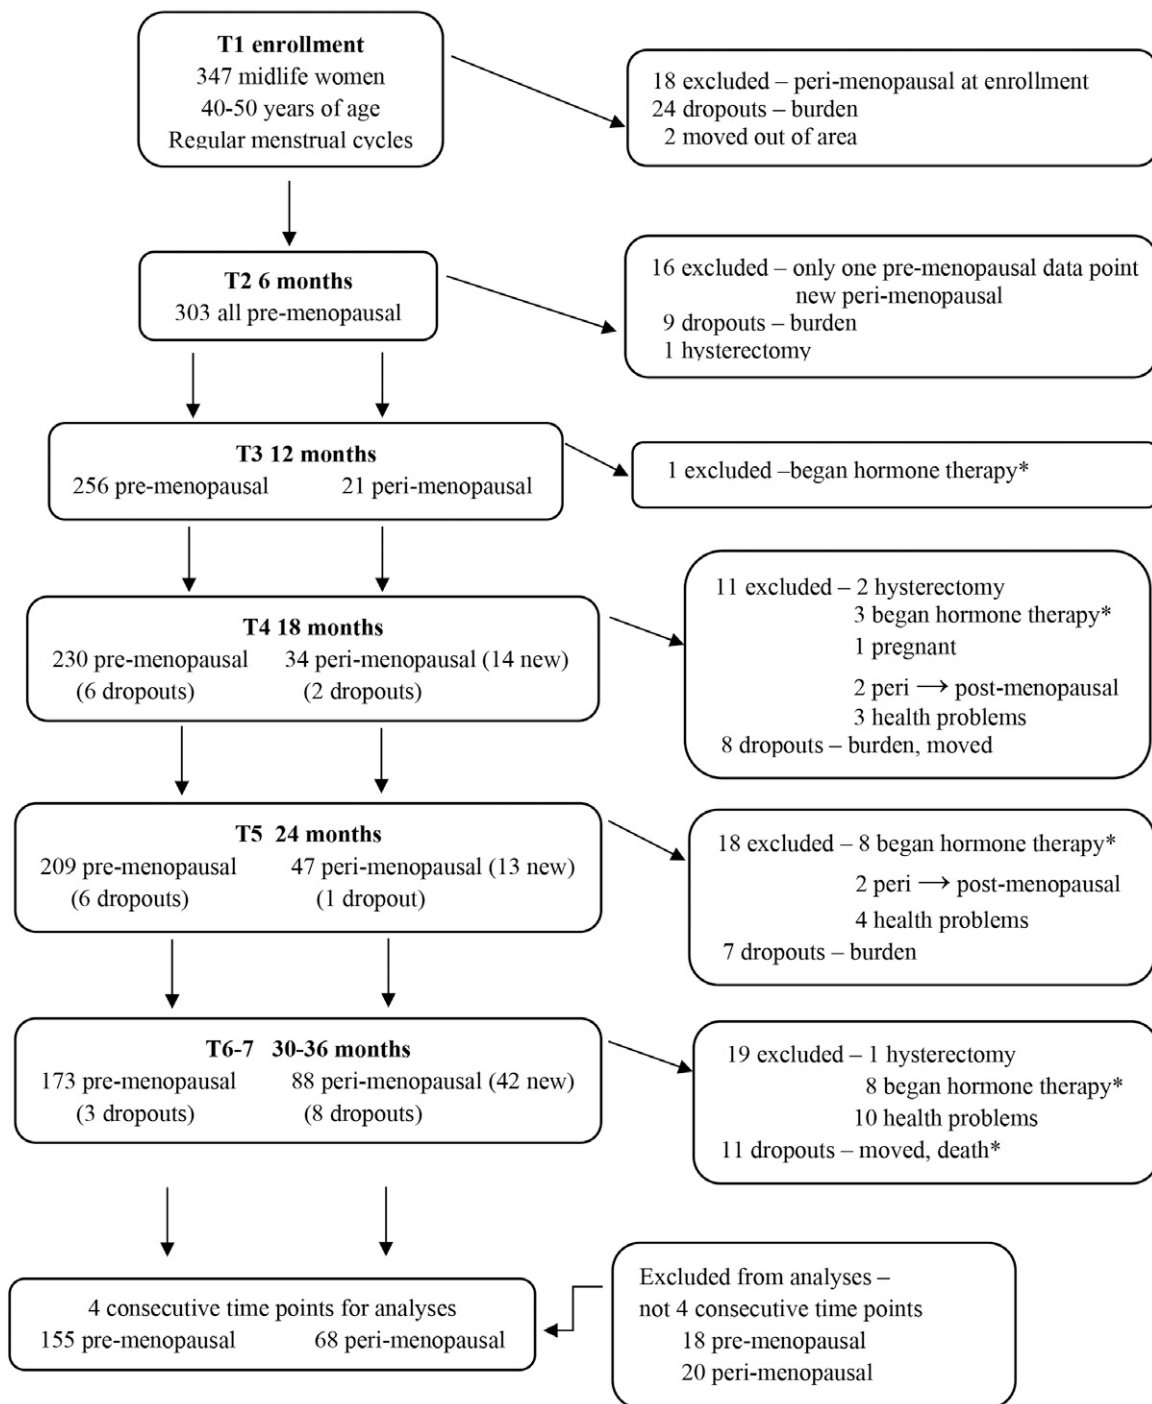 T1 enrollment
347 midlife women
40-50 years of age
Regular menstrual cycles
18 excluded – peri-menopausal at enrollment
24 dropouts – burden
2 moved out of area
T2 6 months
303 all pre-menopausal
16 excluded – only one pre-menopausal data point
new peri-menopausal
9 dropouts – burden
1 hysterectomy
T3 12 months
256 pre-menopausal 21 peri-menopausal
1 excluded –began hormone therapy*
T4 18 months
230 pre-menopausal 34 peri-menopausal (14 new)
(6 dropouts) (2 dropouts)
11 excluded – 2 hysterectomy
3 began hormone therapy*
1 pregnant
2 peri → post-menopausal
3 health problems
8 dropouts – burden, moved
T5 24 months
209 pre-menopausal 47 peri-menopausal (13 new)
(6 dropouts) (1 dropout)
18 excluded – 8 began hormone therapy*
2 peri → post-menopausal
4 health problems
7 dropouts – burden
T6-7 30-36 months
173 pre-menopausal 88 peri-menopausal (42 new)
(3 dropouts) (8 dropouts)
19 excluded – 1 hysterectomy
8 began hormone therapy*
10 health problems
11 dropouts – moved, death*
4 consecutive time points for analyses
155 pre-menopausal 68 peri-menopausal
Excluded from analyses –
not 4 consecutive time points
18 pre-menopausal
20 peri-menopausal